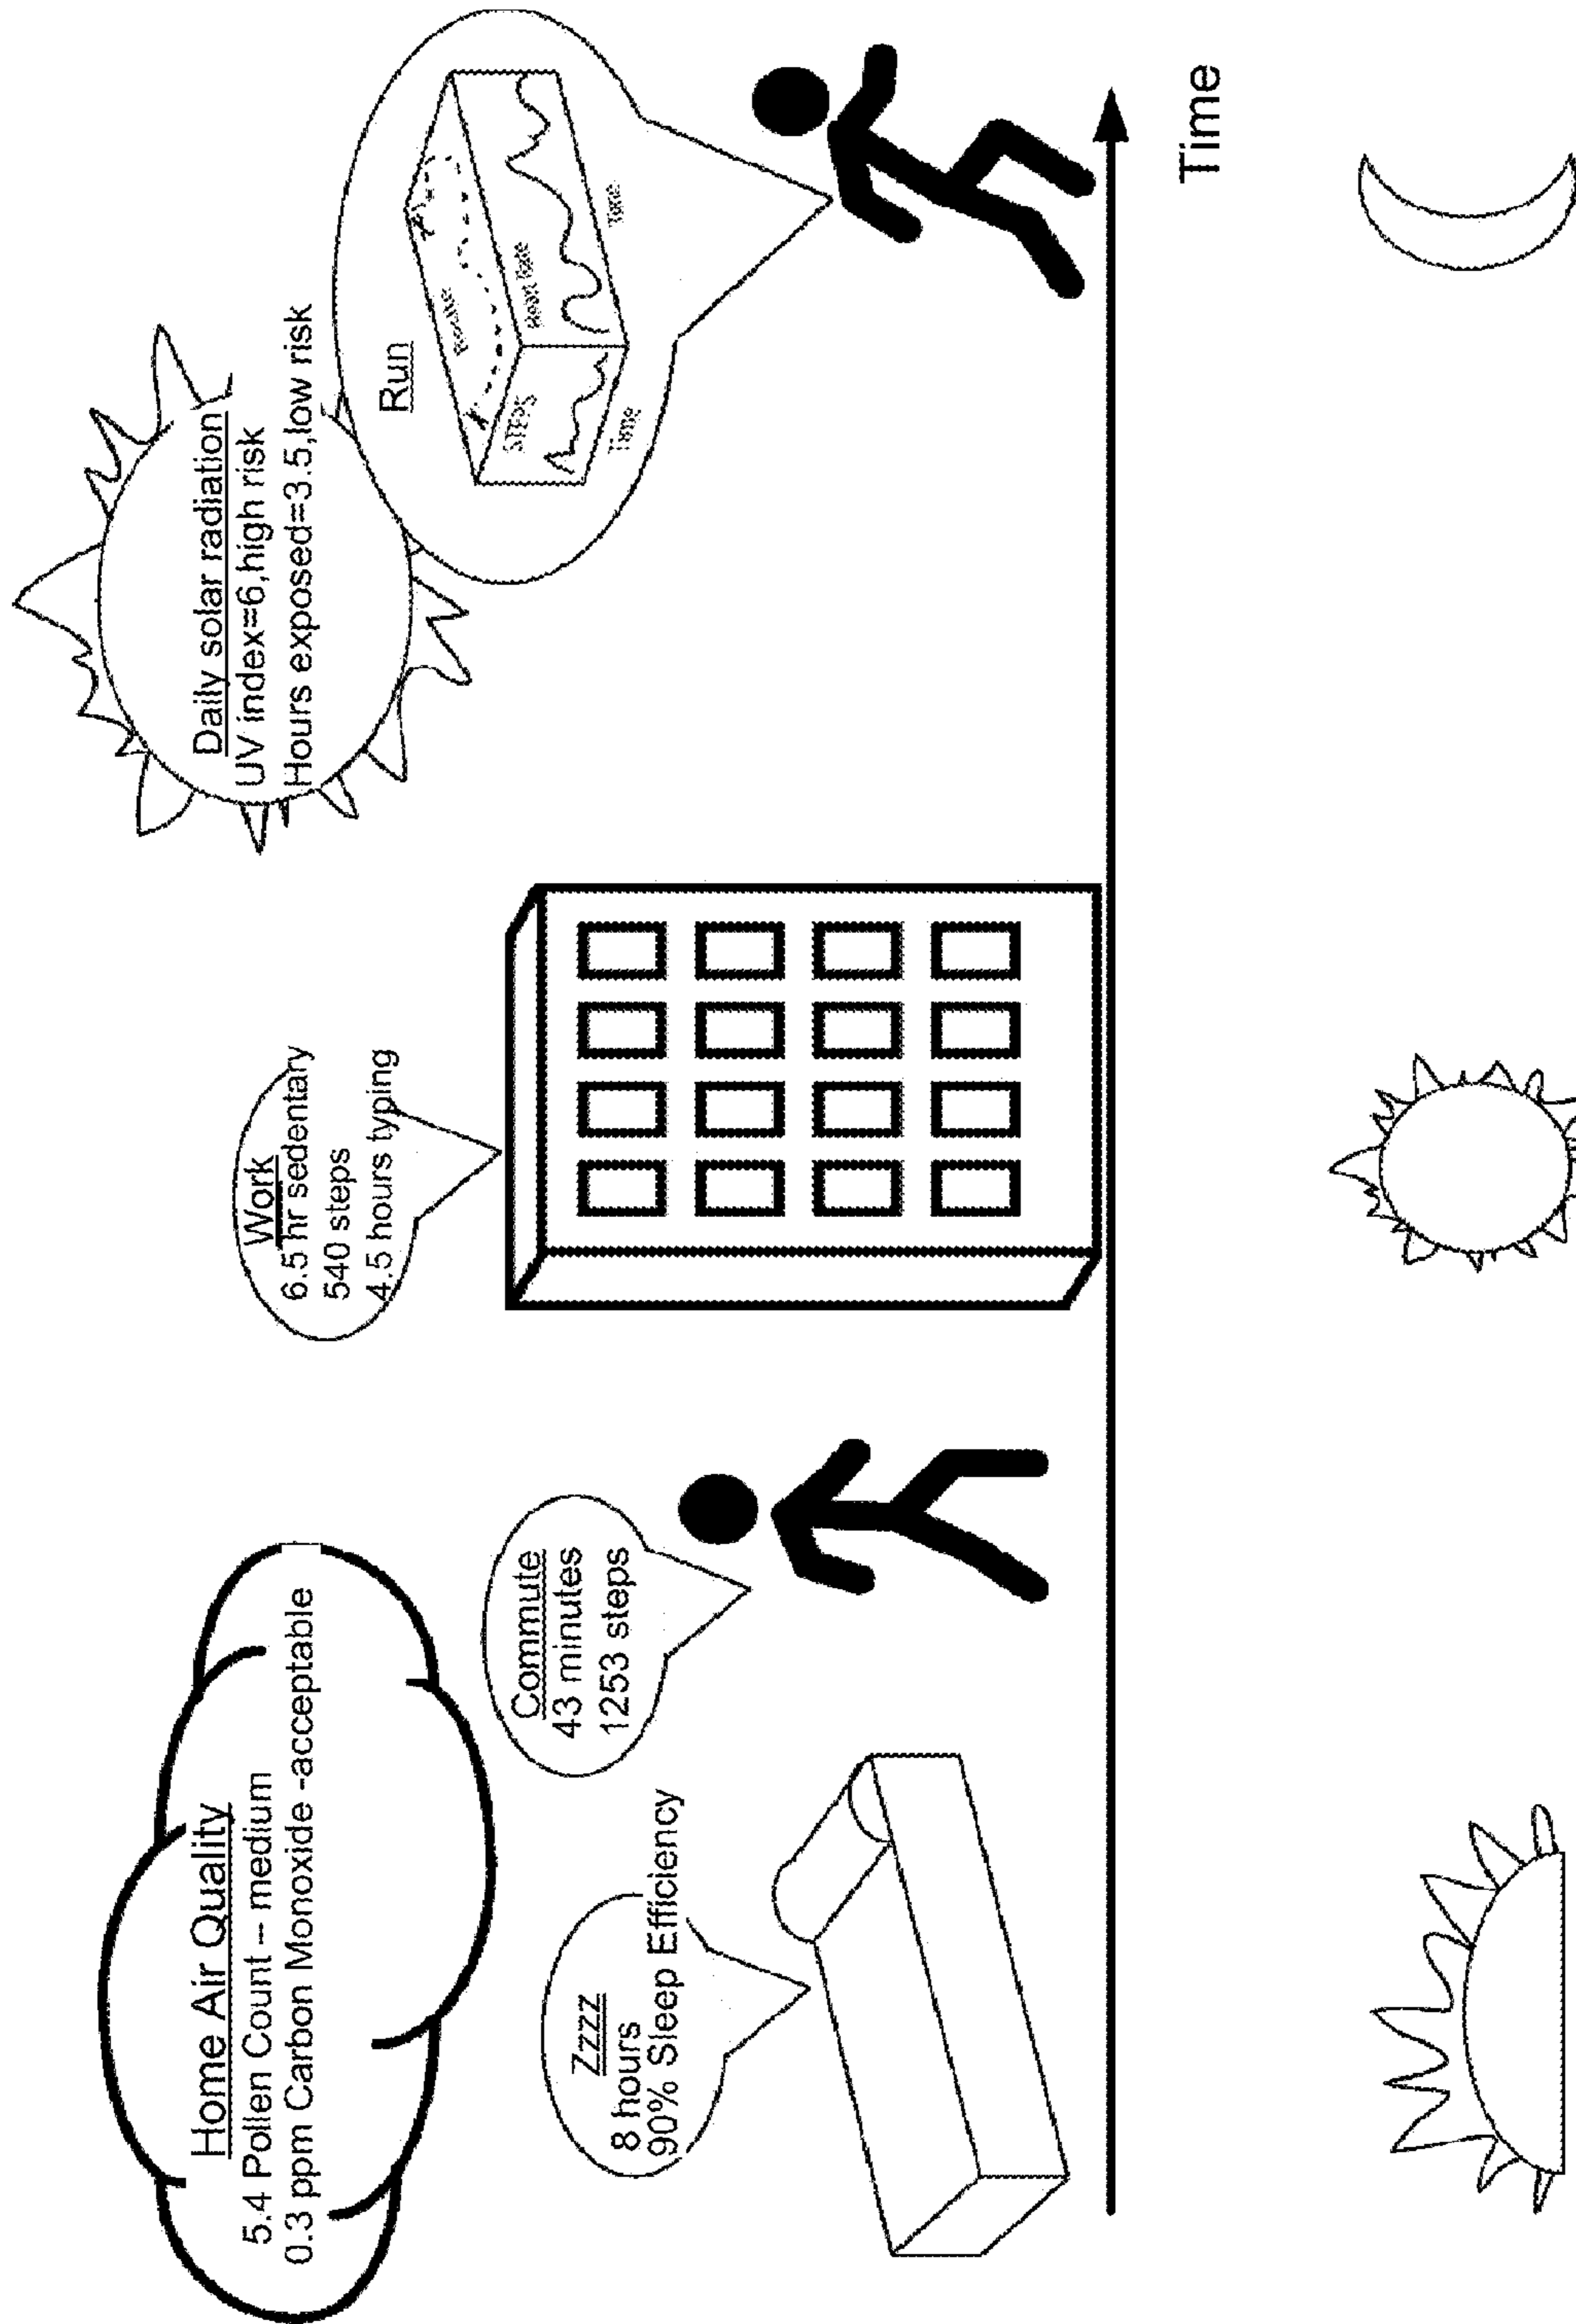 Home Air Quality
5.4 Pollen Count – medium
0.3 ppm Carbon Monoxide -acceptable
Zzzz
8 hours
90% Sleep Efficiency
Commute
43 minutes
1253 steps
Work
6.5 hr sedentary
540 steps
4.5 hours typing
Daily solar radiation
UV index=6,high risk
Hours exposed=3.5,low risk
Run
STEPS
Time
Heart Rate
Time
Time